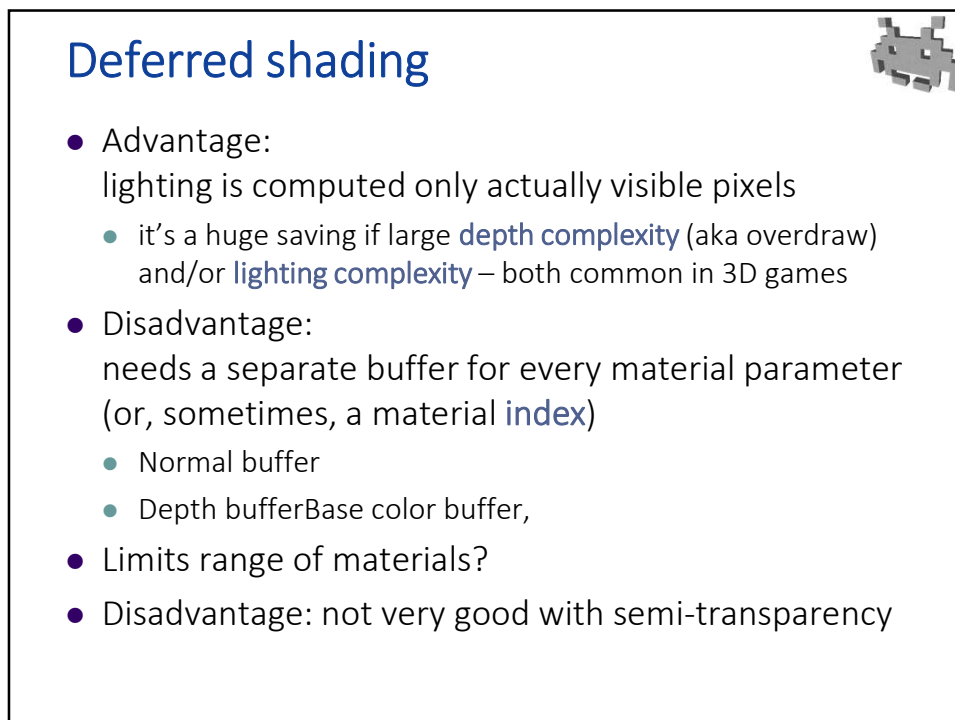 Deferred shading
● Advantage:
lighting is computed only actually visible pixels
● it's a huge saving if large depth complexity (aka overdraw)
and/or lighting complexity – both common in 3D games
● Disadvantage:
needs a separate buffer for every material parameter
(or, sometimes, a material index)
● Normal buffer
● Depth bufferBase color buffer,
● Limits range of materials?
● Disadvantage: not very good with semi-transparency